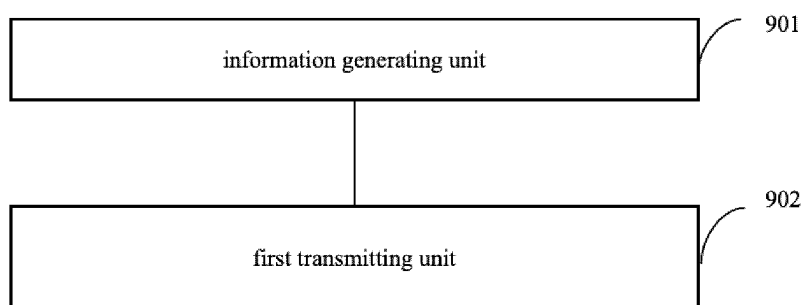 901
information generating unit
902
first transmitting unit